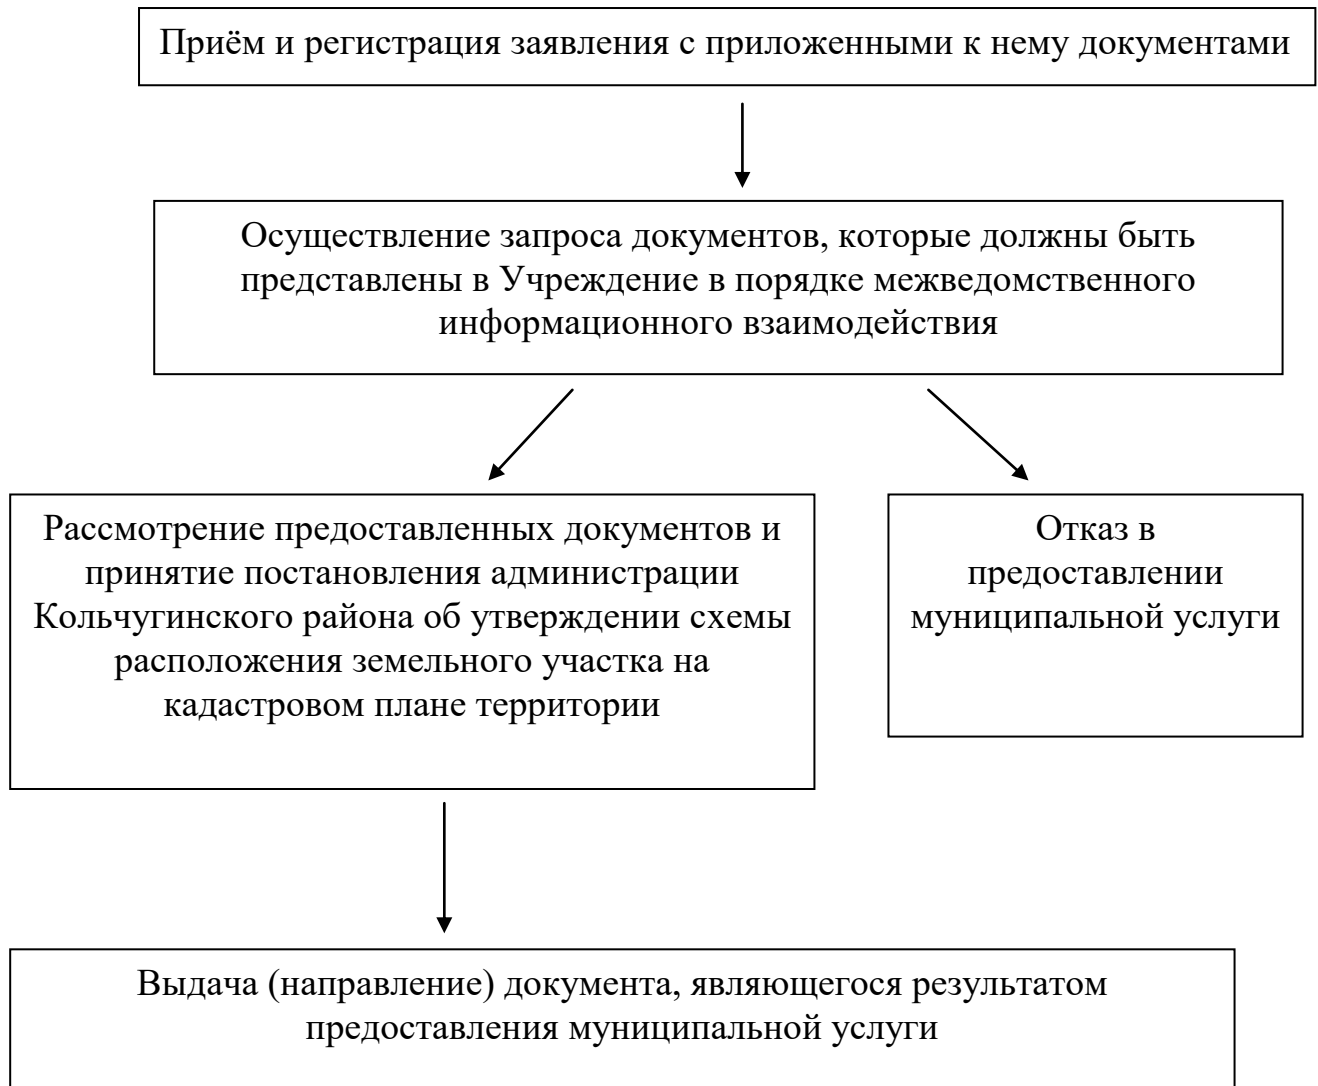 Приём и регистрация заявления с приложенными к нему документами
Осуществление запроса документов, которые должны быть
представлены в Учреждение в порядке межведомственного
информационного взаимодействия
Рассмотрение предоставленных документов и
принятие постановления администрации
Кольчугинского района об утверждении схемы
расположения земельного участка на
кадастровом плане территории
Отказ в
предоставлении
муниципальной услуги
Выдача (направление) документа, являющегося результатом
предоставления муниципальной услуги